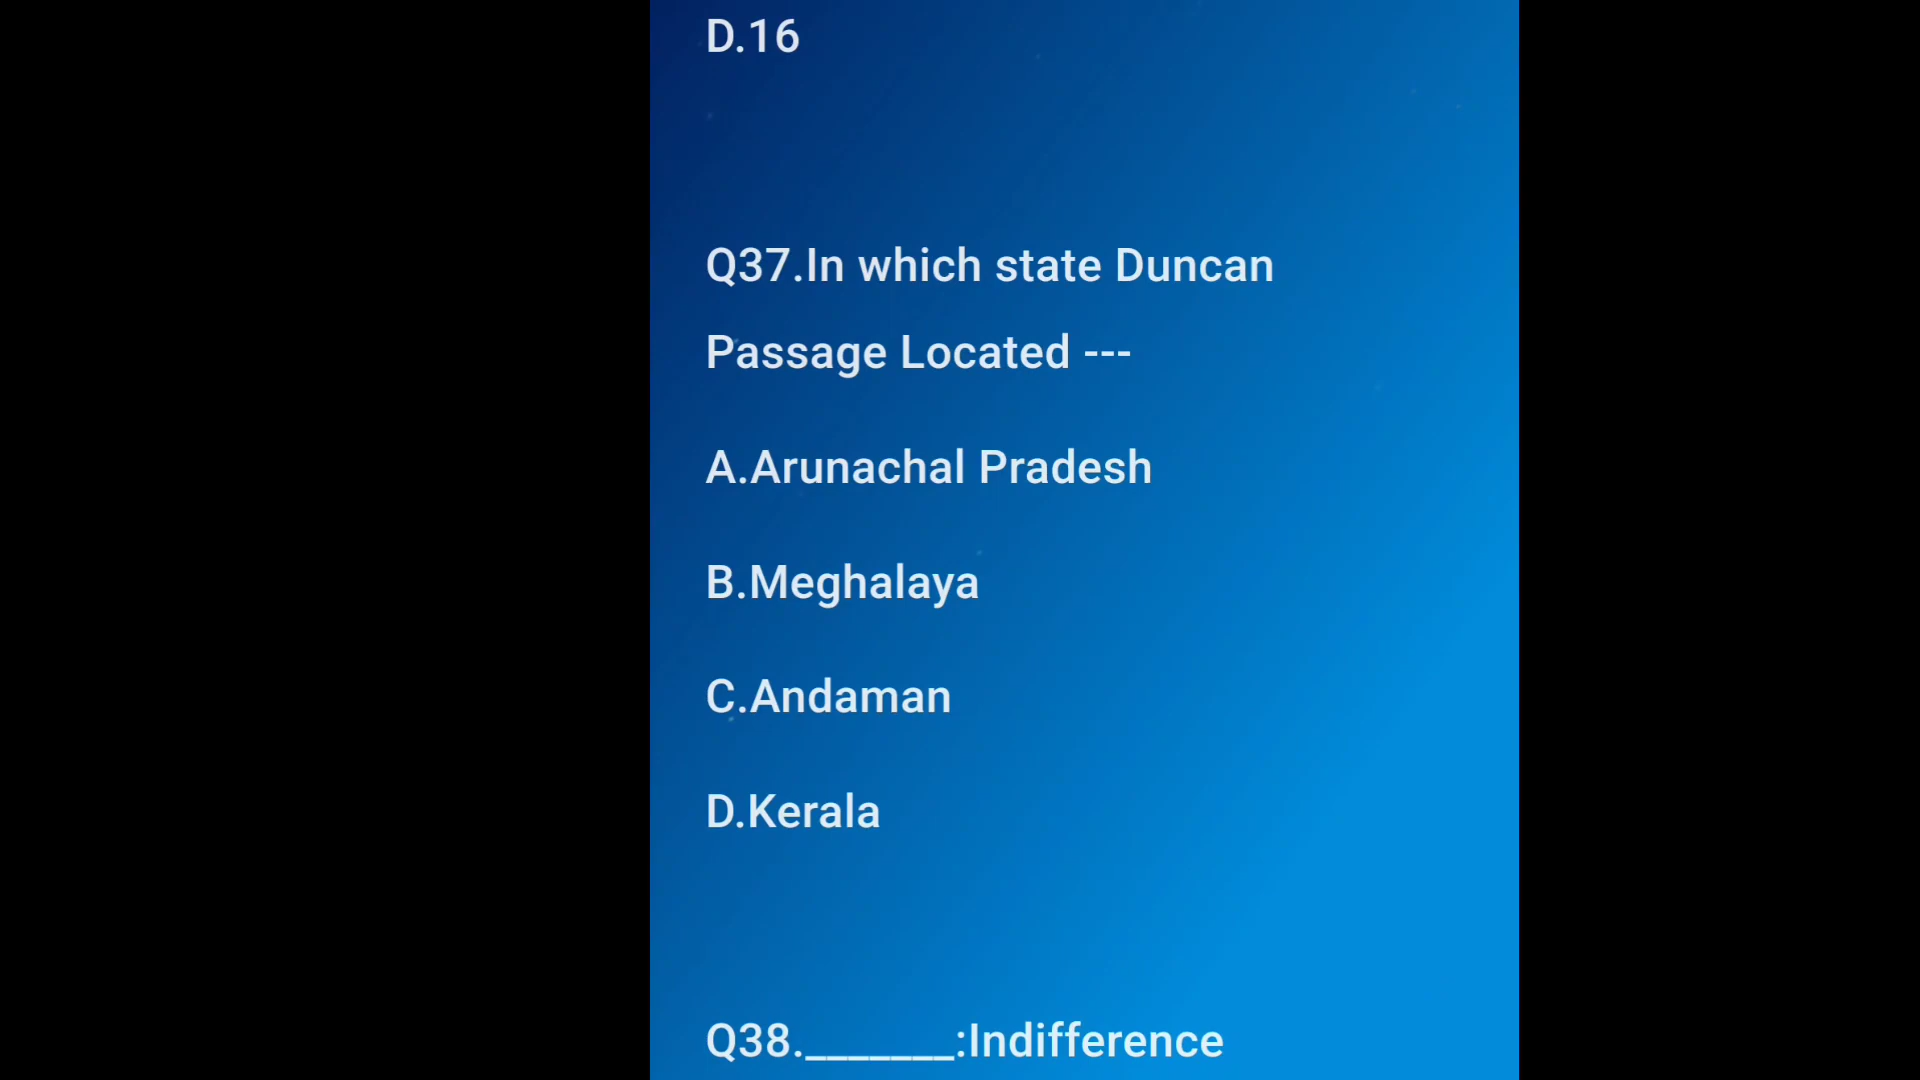 D.16
Q37.In which state Duncan
Passage Located ---
A.Arunachal Pradesh
B.Meghalaya
C.Andaman
D.Kerala
Q38._______:Indifference